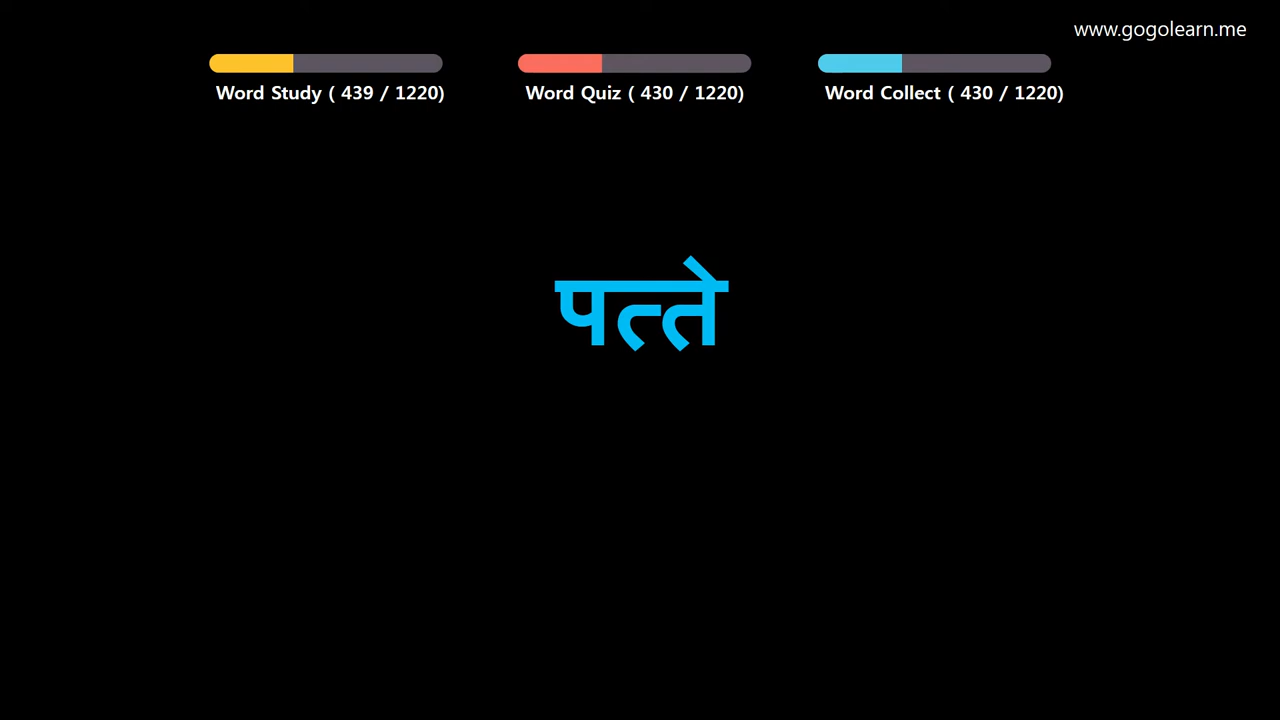 www.gogolearn.me
Word Study ( 439 / 1220)
Word Quiz ( 430 / 1220)
Word Collect ( 430 / 1220)
पत्ते